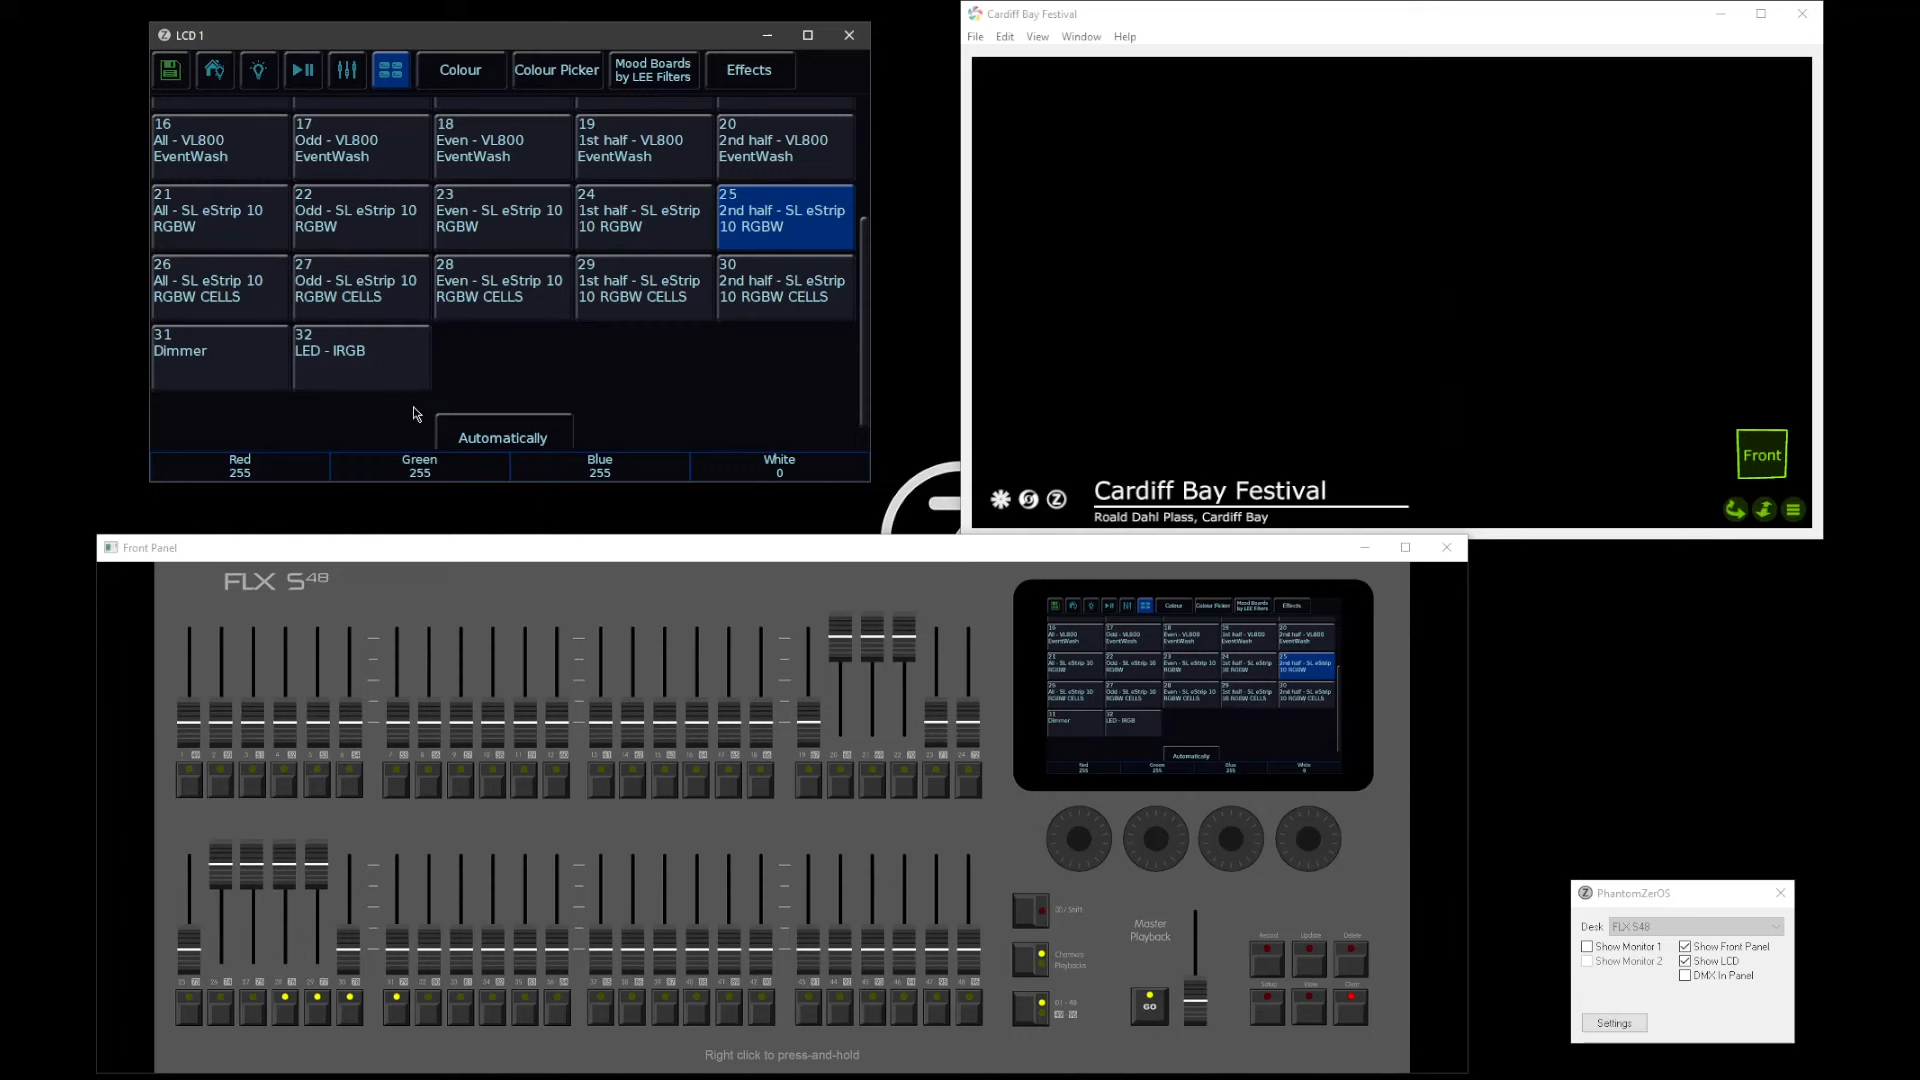 LCD 1
Colour
Colour Picker
Mood Boards
by LEE Filters
Effects
16
All - VL800
EventWash
17
Odd - VL800
EventWash
18
Even - VL800
EventWash
19
1st half - VL800
EventWash
20
2nd half - VL800
EventWash
21
All - SL eStrip 10
RGBW
22
Odd - SL eStrip 10
RGBW
23
Even - SL eStrip 10
RGBW
24
1st half - SL eStrip
10 RGBW
25
2nd half - SL eStrip
10 RGBW
26
All - SL eStrip 10
RGBW CELLS
27
Odd - SL eStrip 10
RGBW CELLS
28
Even - SL eStrip 10
RGBW CELLS
29
1st half - SL eStrip
10 RGBW CELLS
30
2nd half - SL eStrip
10 RGBW CELLS
31
Dimmer
32
LED - IRGB
Automatically
Red
255
Green
255
Blue
255
White
0
Cardiff Bay Festival
File Edit View Window Help
Front
Cardiff Bay Festival
Roald Dahl Plass, Cardiff Bay
Front Panel
FLX S48
Master
Playback
GO
Channels
Playbacks
Record Update Delete
Setup View Clear
Right click to press-and-hold
PhantomZerOS
Desk FLX S48
Show Monitor 1
Show Front Panel
Show Monitor 2
Show LCD
DMX In Panel
Settings